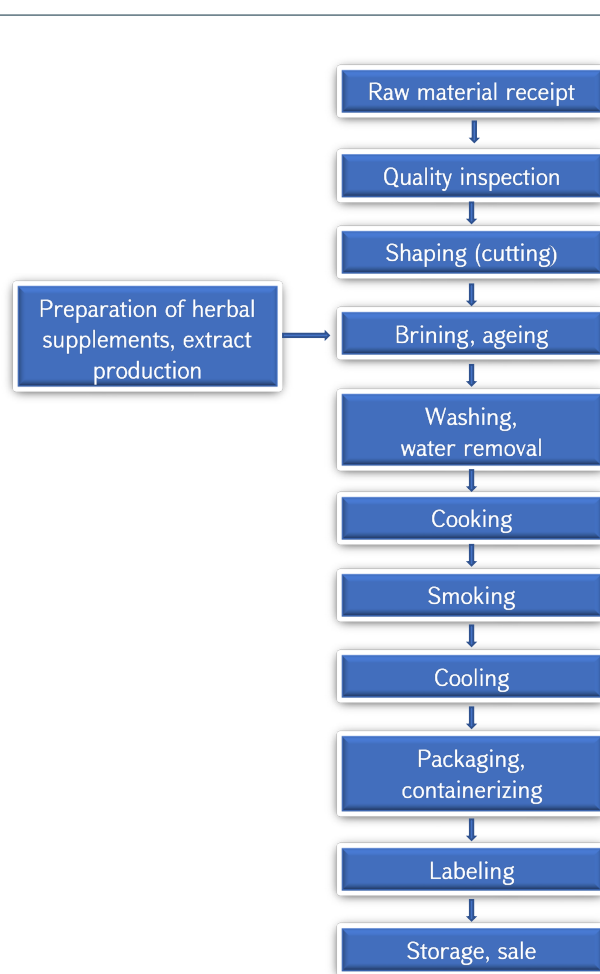 Raw material receipt
Quality inspection
Shaping (cutting)
Preparation of herbal
supplements, extract
production
Brining, ageing
Washing,
water removal
Cooking
Smoking
Cooling
Packaging,
containerizing
Labeling
Storage, sale